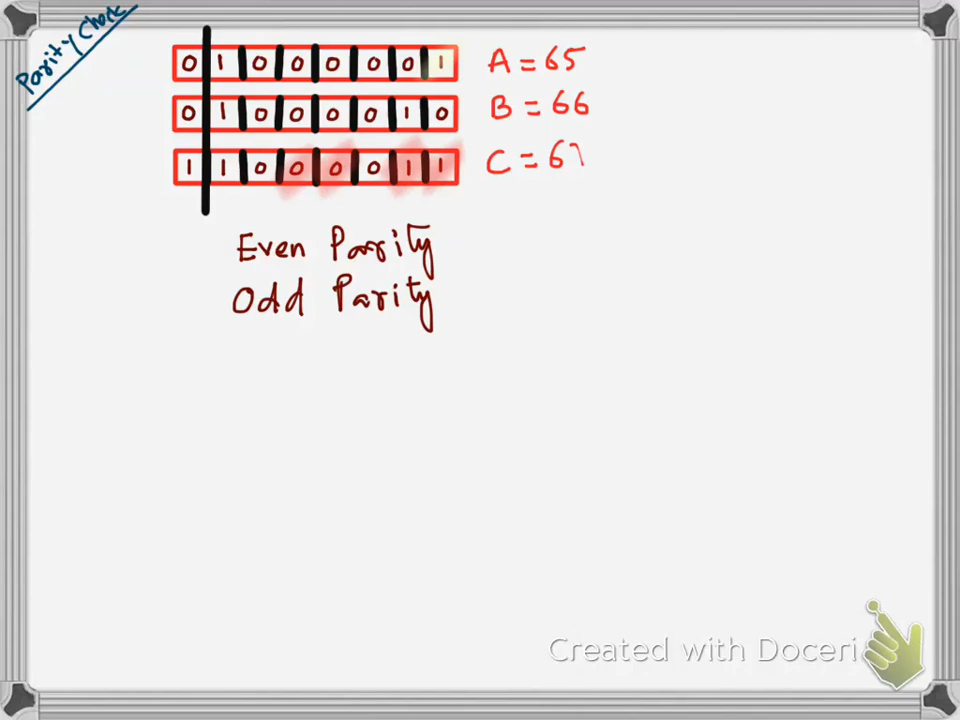 Parity Check
0 1 0 0 0 0 0 1 A = 65
0 1 0 0 0 0 1 0 B = 66
1 1 0 0 0 0 1 1 C = 67
Even Parity
Odd Parity
Created with Doceri